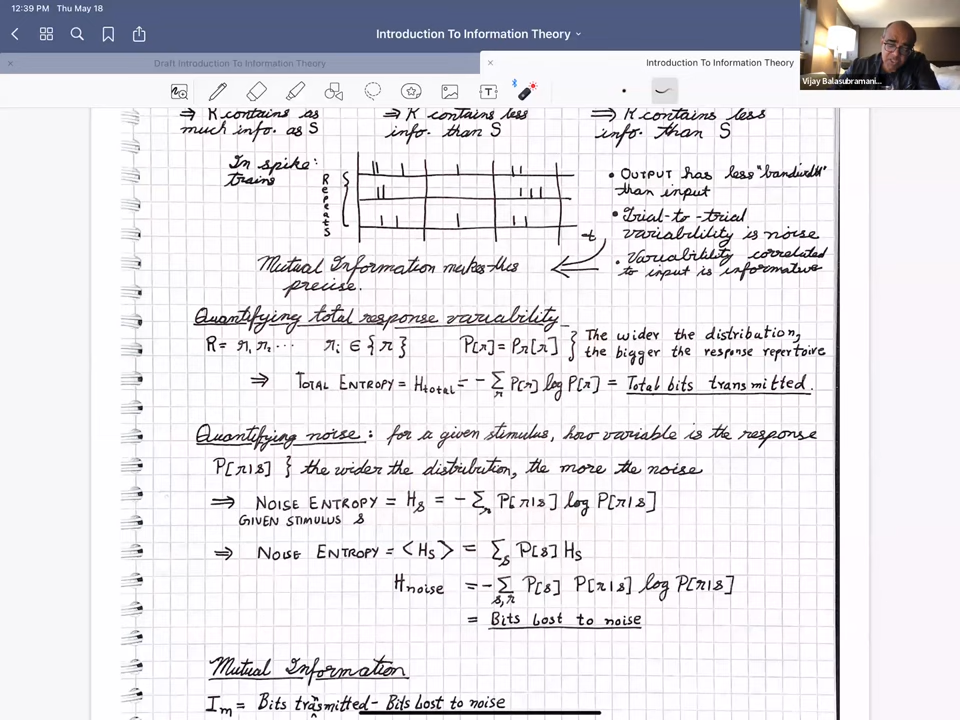 12:39 PM Thu May 18
Introduction To Information Theory
Draft Introduction To Information Theory
Introduction To Information Theory
Vijay Balasubramani...
⇒ R contains as much info. as S
⇒ R contains less info. than S
⇒ R contains less info. than S
In spike trains:
Repeats
t
• OUTPUT has less "bandwidth" than input
• Trial-to-trial variability is noise
• Variability correlated to input is informative
Mutual Information makes this
precise.
Quantifying total response variability
R = r₁ r₂ ... rᵢ ∈ {r} P[r] = Pr[r] } The wider the distribution,
the bigger the response repertoire
⇒ TOTAL ENTROPY = H_total = - Σ_r P[r] log P[r] = Total bits transmitted.
Quantifying noise: for a given stimulus, how variable is the response
P[r|s] } the wider the distribution, the more the noise
⇒ NOISE ENTROPY = H_s = - Σ_r P[r|s] log P[r|s]
GIVEN STIMULUS s
⇒ NOISE ENTROPY = <H_s> = Σ_s P[s] H_s
H_noise = - Σ_s,r P[s] P[r|s] log P[r|s]
= Bits Lost to noise
Mutual Information
I_m = Bits transmitted - Bits Lost to noise